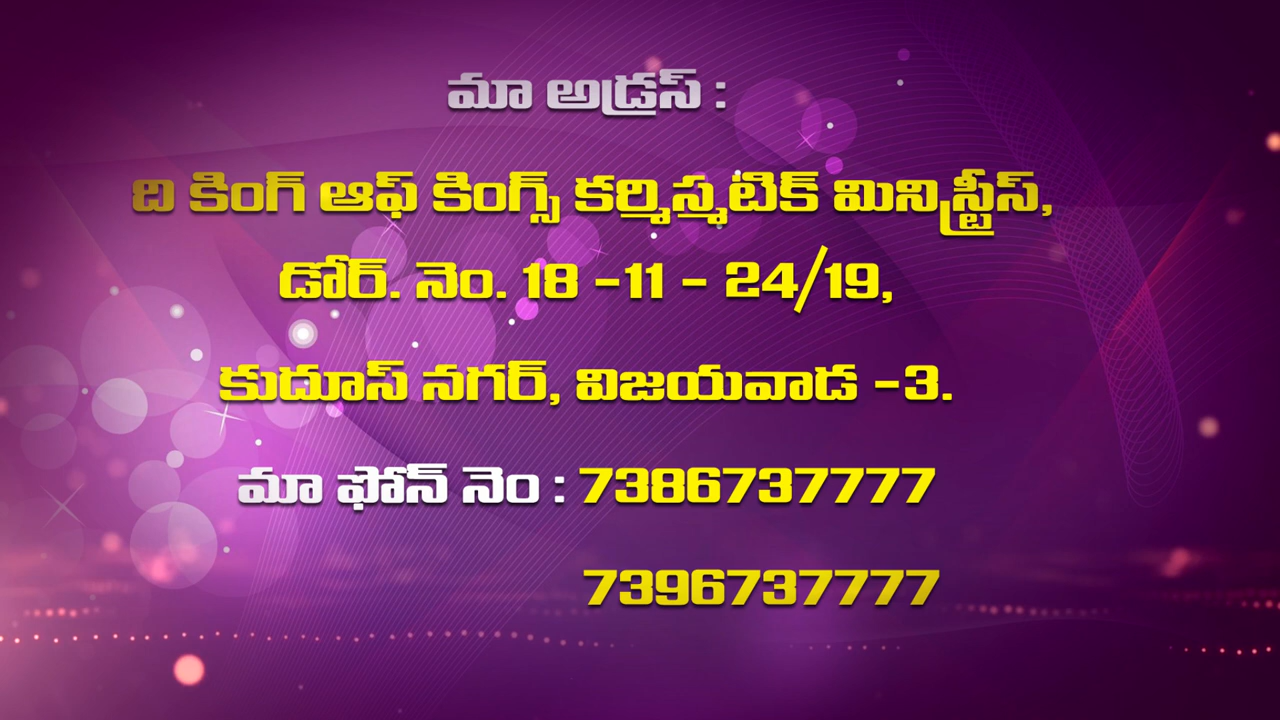 మా అడ్రస్ :
ది కింగ్ ఆఫ్ కింగ్స్ కర్మిస్మటిక్ మినిస్ట్రీస్,
డోర్. నెం. 18 -11 - 24/19,
కుదూస్ నగర్, విజయవాడ -3.
మా ఫోన్ నెం : 7386737777
7396737777